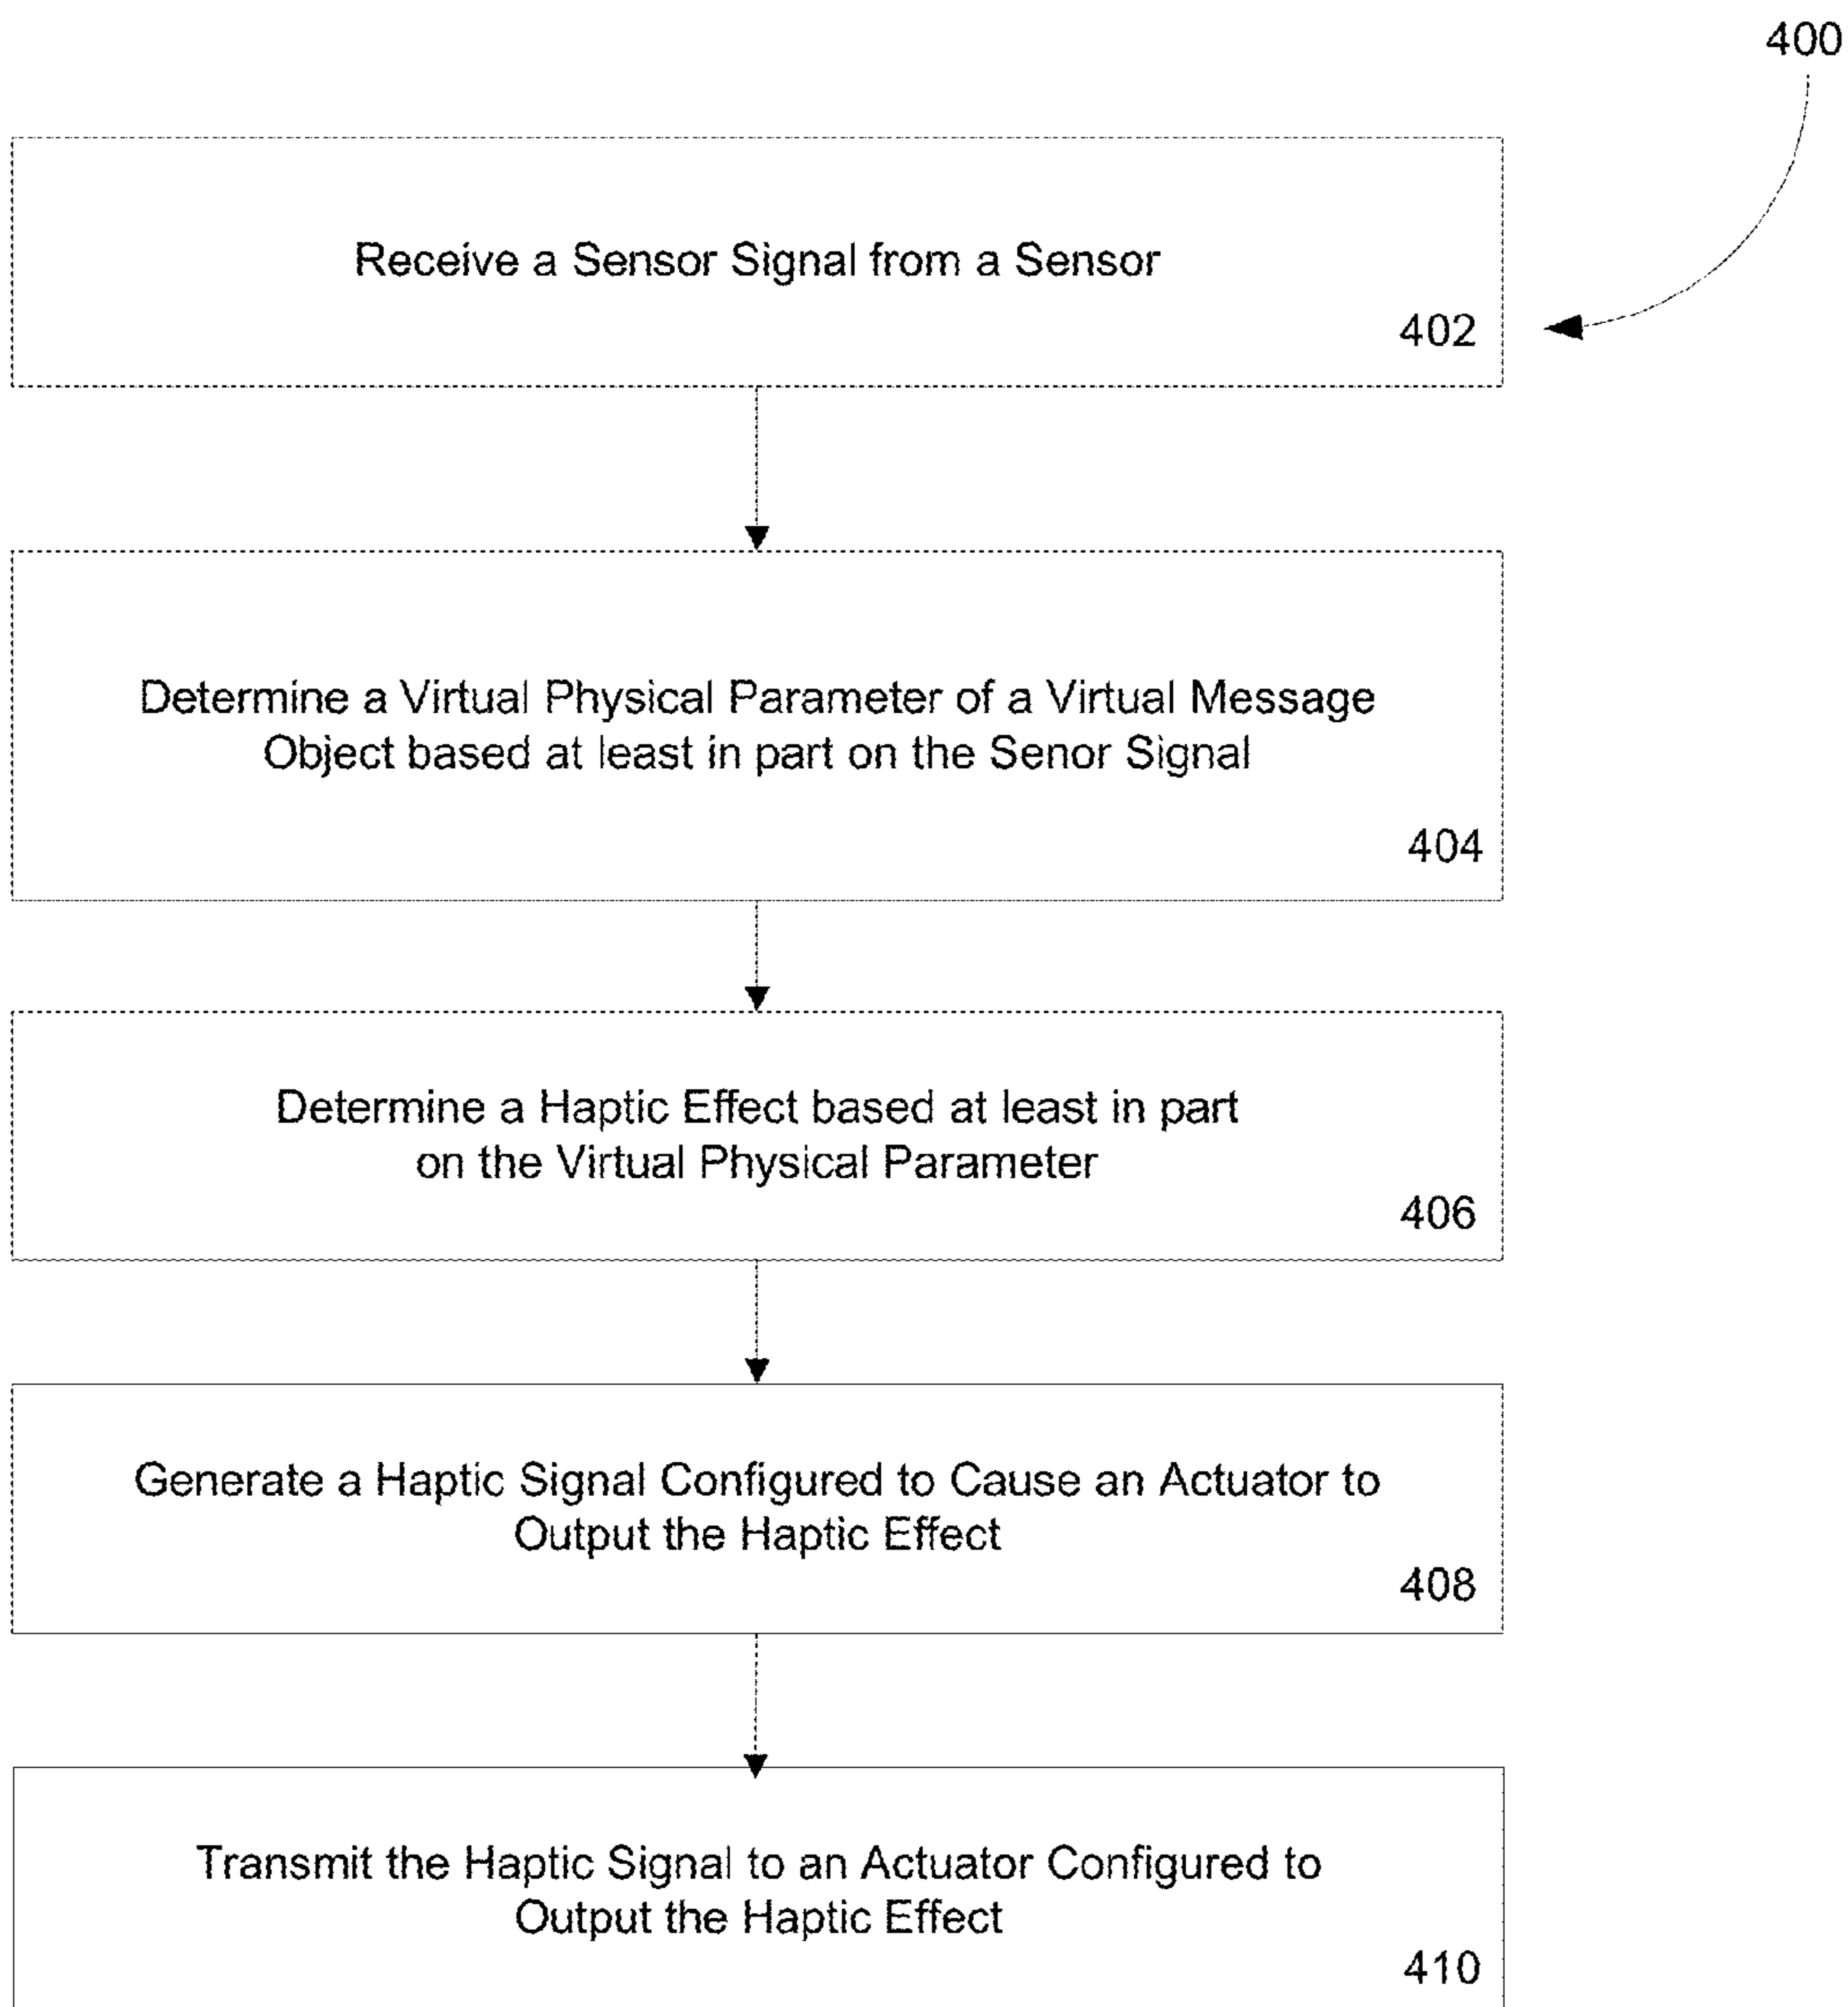 400
Receive a Sensor Signal from a Sensor
402
Determine a Virtual Physical Parameter of a Virtual Message
Object based at least in part on the Senor Signal
404
Determine a Haptic Effect based at least in part
on the Virtual Physical Parameter
406
Generate a Haptic Signal Configured to Cause an Actuator to
Output the Haptic Effect
408
Transmit the Haptic Signal to an Actuator Configured to
Output the Haptic Effect
410